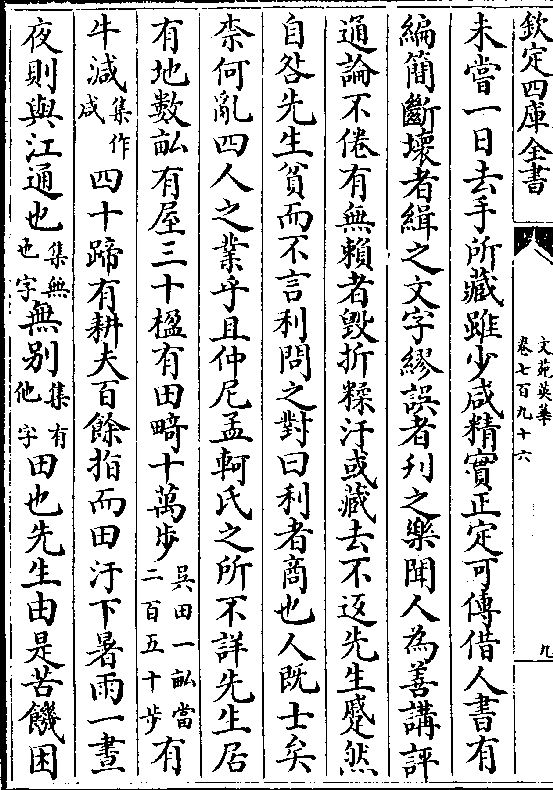 欽定四庫全書
文苑英華
卷七百九十六
九
未嘗一日去手所藏雖少咸精實正定可傳借人書有
編簡斷壞者緝之文字繆誤者刋之樂聞人為善講評
通論不倦有無賴者毀折糅汙或藏去不返先生蹙然
自咎先生貧而不言利問之對曰利者商也人既士矣
柰何亂四人之業乎且仲尼孟軻氏之所不詳先生居
有地數畝有屋三十楹有田畸十萬步吳田一畝當二百五十步有
牛減集作咸四十蹄有耕夫百餘指而田汙下暑雨一晝
夜則與江通也集無也字無別集有他字田也先生由是苦饑困